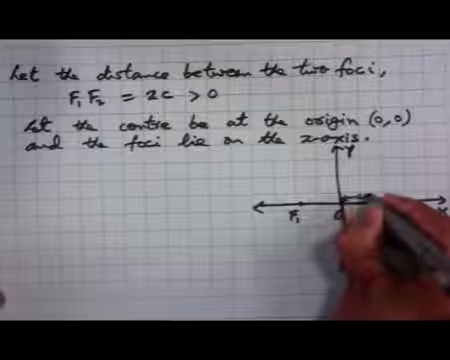 Let the distance between the two foci,
F₁F₂ = 2c > 0
Let the centre be at the origin (0,0)
and the foci lie on the x-axis.
Y
F₁ O X